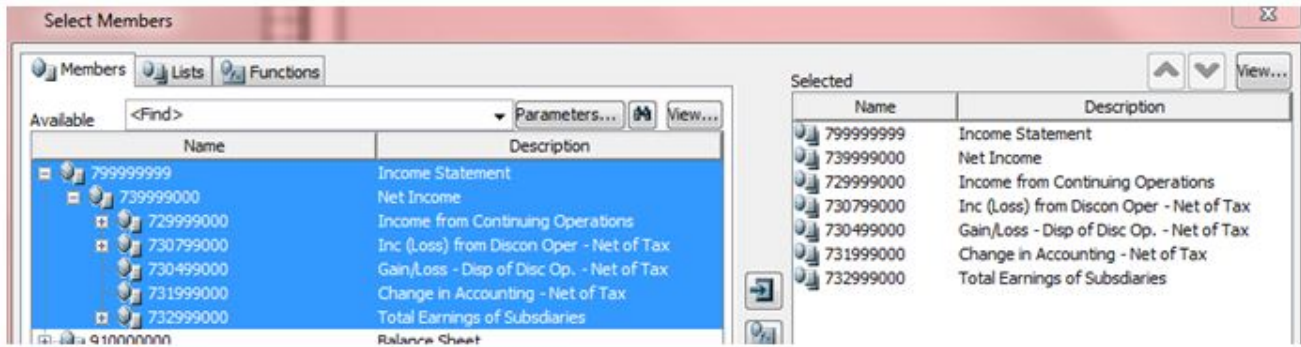 Select Members
Members Lists Functions
Available <Find> Parameters... View...
Name Description
799999999 Income Statement
739999000 Net Income
729999000 Income from Continuing Operations
730799000 Inc (Loss) from Discon Oper - Net of Tax
730499000 Gain/Loss - Disp of Disc Op. - Net of Tax
731999000 Change in Accounting - Net of Tax
732999000 Total Earnings of Subsdiaries
910000000 Balance Sheet
Selected View...
Name Description
799999999 Income Statement
739999000 Net Income
729999000 Income from Continuing Operations
730799000 Inc (Loss) from Discon Oper - Net of Tax
730499000 Gain/Loss - Disp of Disc Op. - Net of Tax
731999000 Change in Accounting - Net of Tax
732999000 Total Earnings of Subsdiaries